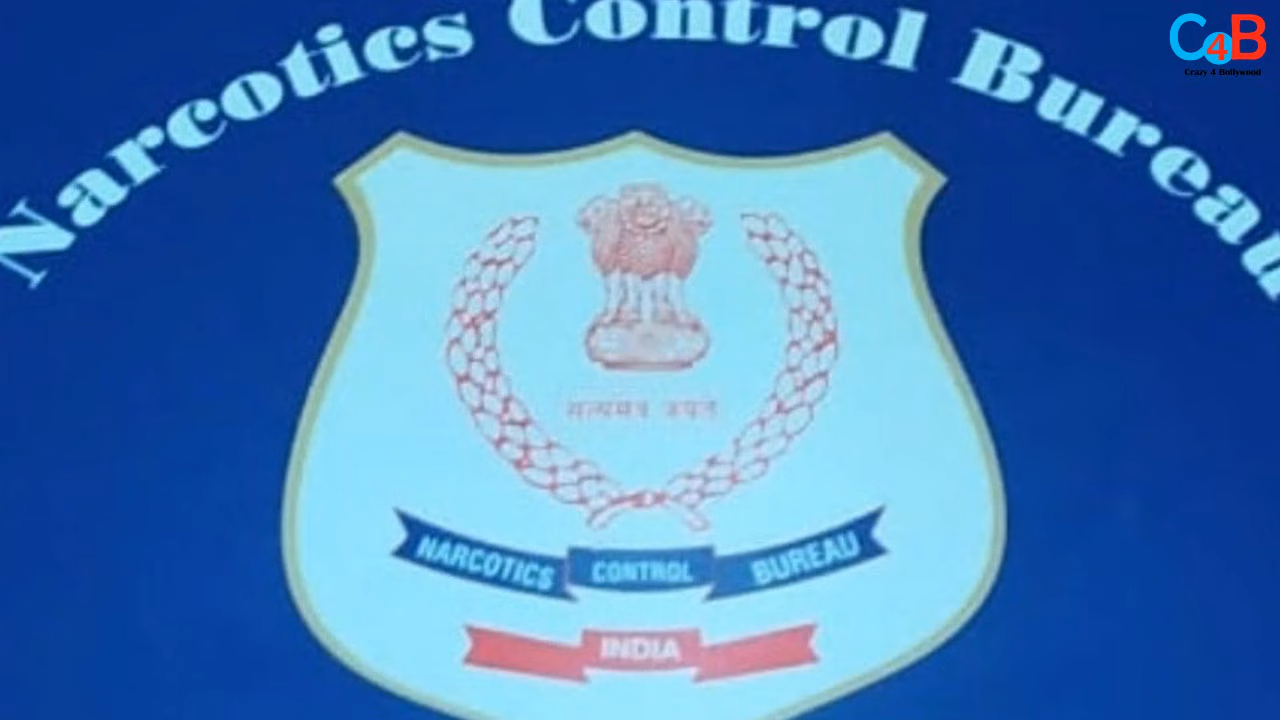 Narcotics Control Bureau
C4B
Crazy 4 Bollywood
सत्यमेव जयते
NARCOTICS CONTROL BUREAU
INDIA